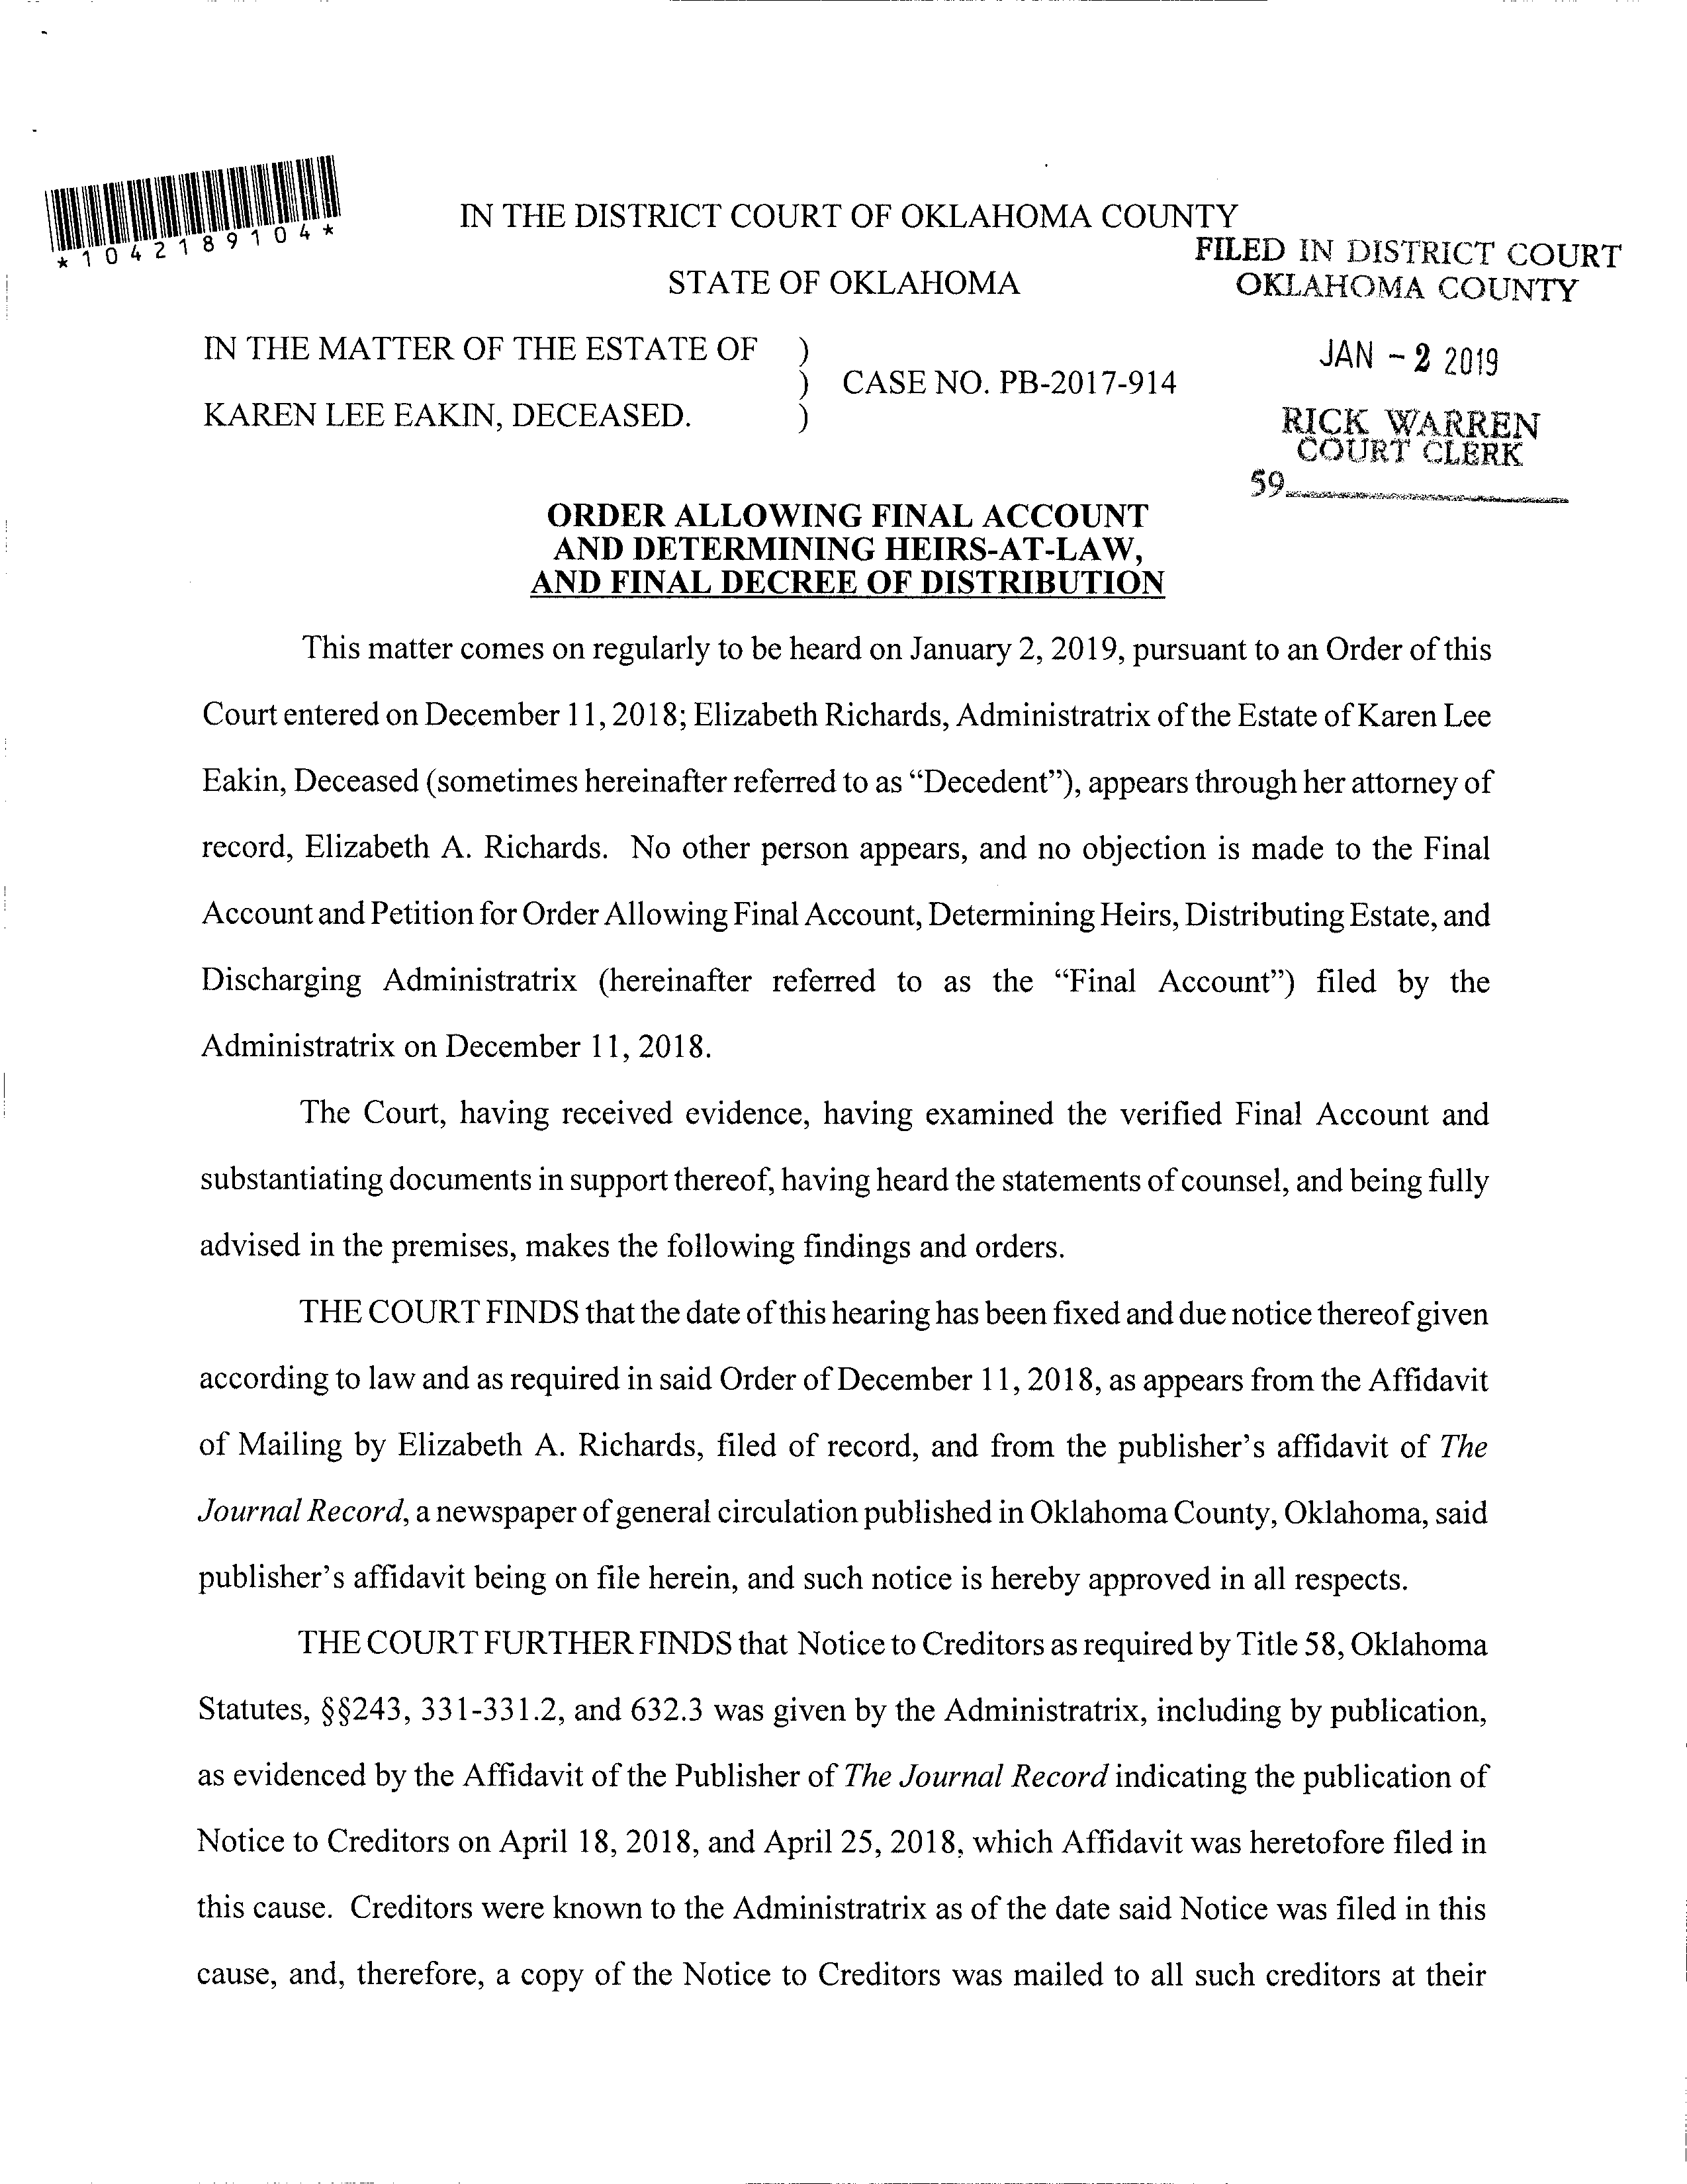 *1042189104*
IN THE DISTRICT COURT OF OKLAHOMA COUNTY
FILED IN DISTRICT COURT
OKLAHOMA COUNTY
STATE OF OKLAHOMA
IN THE MATTER OF THE ESTATE OF )
) CASE NO. PB-2017-914
KAREN LEE EAKIN, DECEASED. )
JAN - 2 2019
RICK WARREN
COURT CLERK
59
ORDER ALLOWING FINAL ACCOUNT
AND DETERMINING HEIRS-AT-LAW,
AND FINAL DECREE OF DISTRIBUTION
This matter comes on regularly to be heard on January 2, 2019, pursuant to an Order of this
Court entered on December 11, 2018; Elizabeth Richards, Administratrix of the Estate of Karen Lee
Eakin, Deceased (sometimes hereinafter referred to as “Decedent”), appears through her attorney of
record, Elizabeth A. Richards. No other person appears, and no objection is made to the Final
Account and Petition for Order Allowing Final Account, Determining Heirs, Distributing Estate, and
Discharging Administratrix (hereinafter referred to as the “Final Account”) filed by the
Administratrix on December 11, 2018.
The Court, having received evidence, having examined the verified Final Account and
substantiating documents in support thereof, having heard the statements of counsel, and being fully
advised in the premises, makes the following findings and orders.
THE COURT FINDS that the date of this hearing has been fixed and due notice thereof given
according to law and as required in said Order of December 11, 2018, as appears from the Affidavit
of Mailing by Elizabeth A. Richards, filed of record, and from the publisher’s affidavit of The
Journal Record, a newspaper of general circulation published in Oklahoma County, Oklahoma, said
publisher’s affidavit being on file herein, and such notice is hereby approved in all respects.
THE COURT FURTHER FINDS that Notice to Creditors as required by Title 58, Oklahoma
Statutes, §§243, 331-331.2, and 632.3 was given by the Administratrix, including by publication,
as evidenced by the Affidavit of the Publisher of The Journal Record indicating the publication of
Notice to Creditors on April 18, 2018, and April 25, 2018, which Affidavit was heretofore filed in
this cause. Creditors were known to the Administratrix as of the date said Notice was filed in this
cause, and, therefore, a copy of the Notice to Creditors was mailed to all such creditors at their